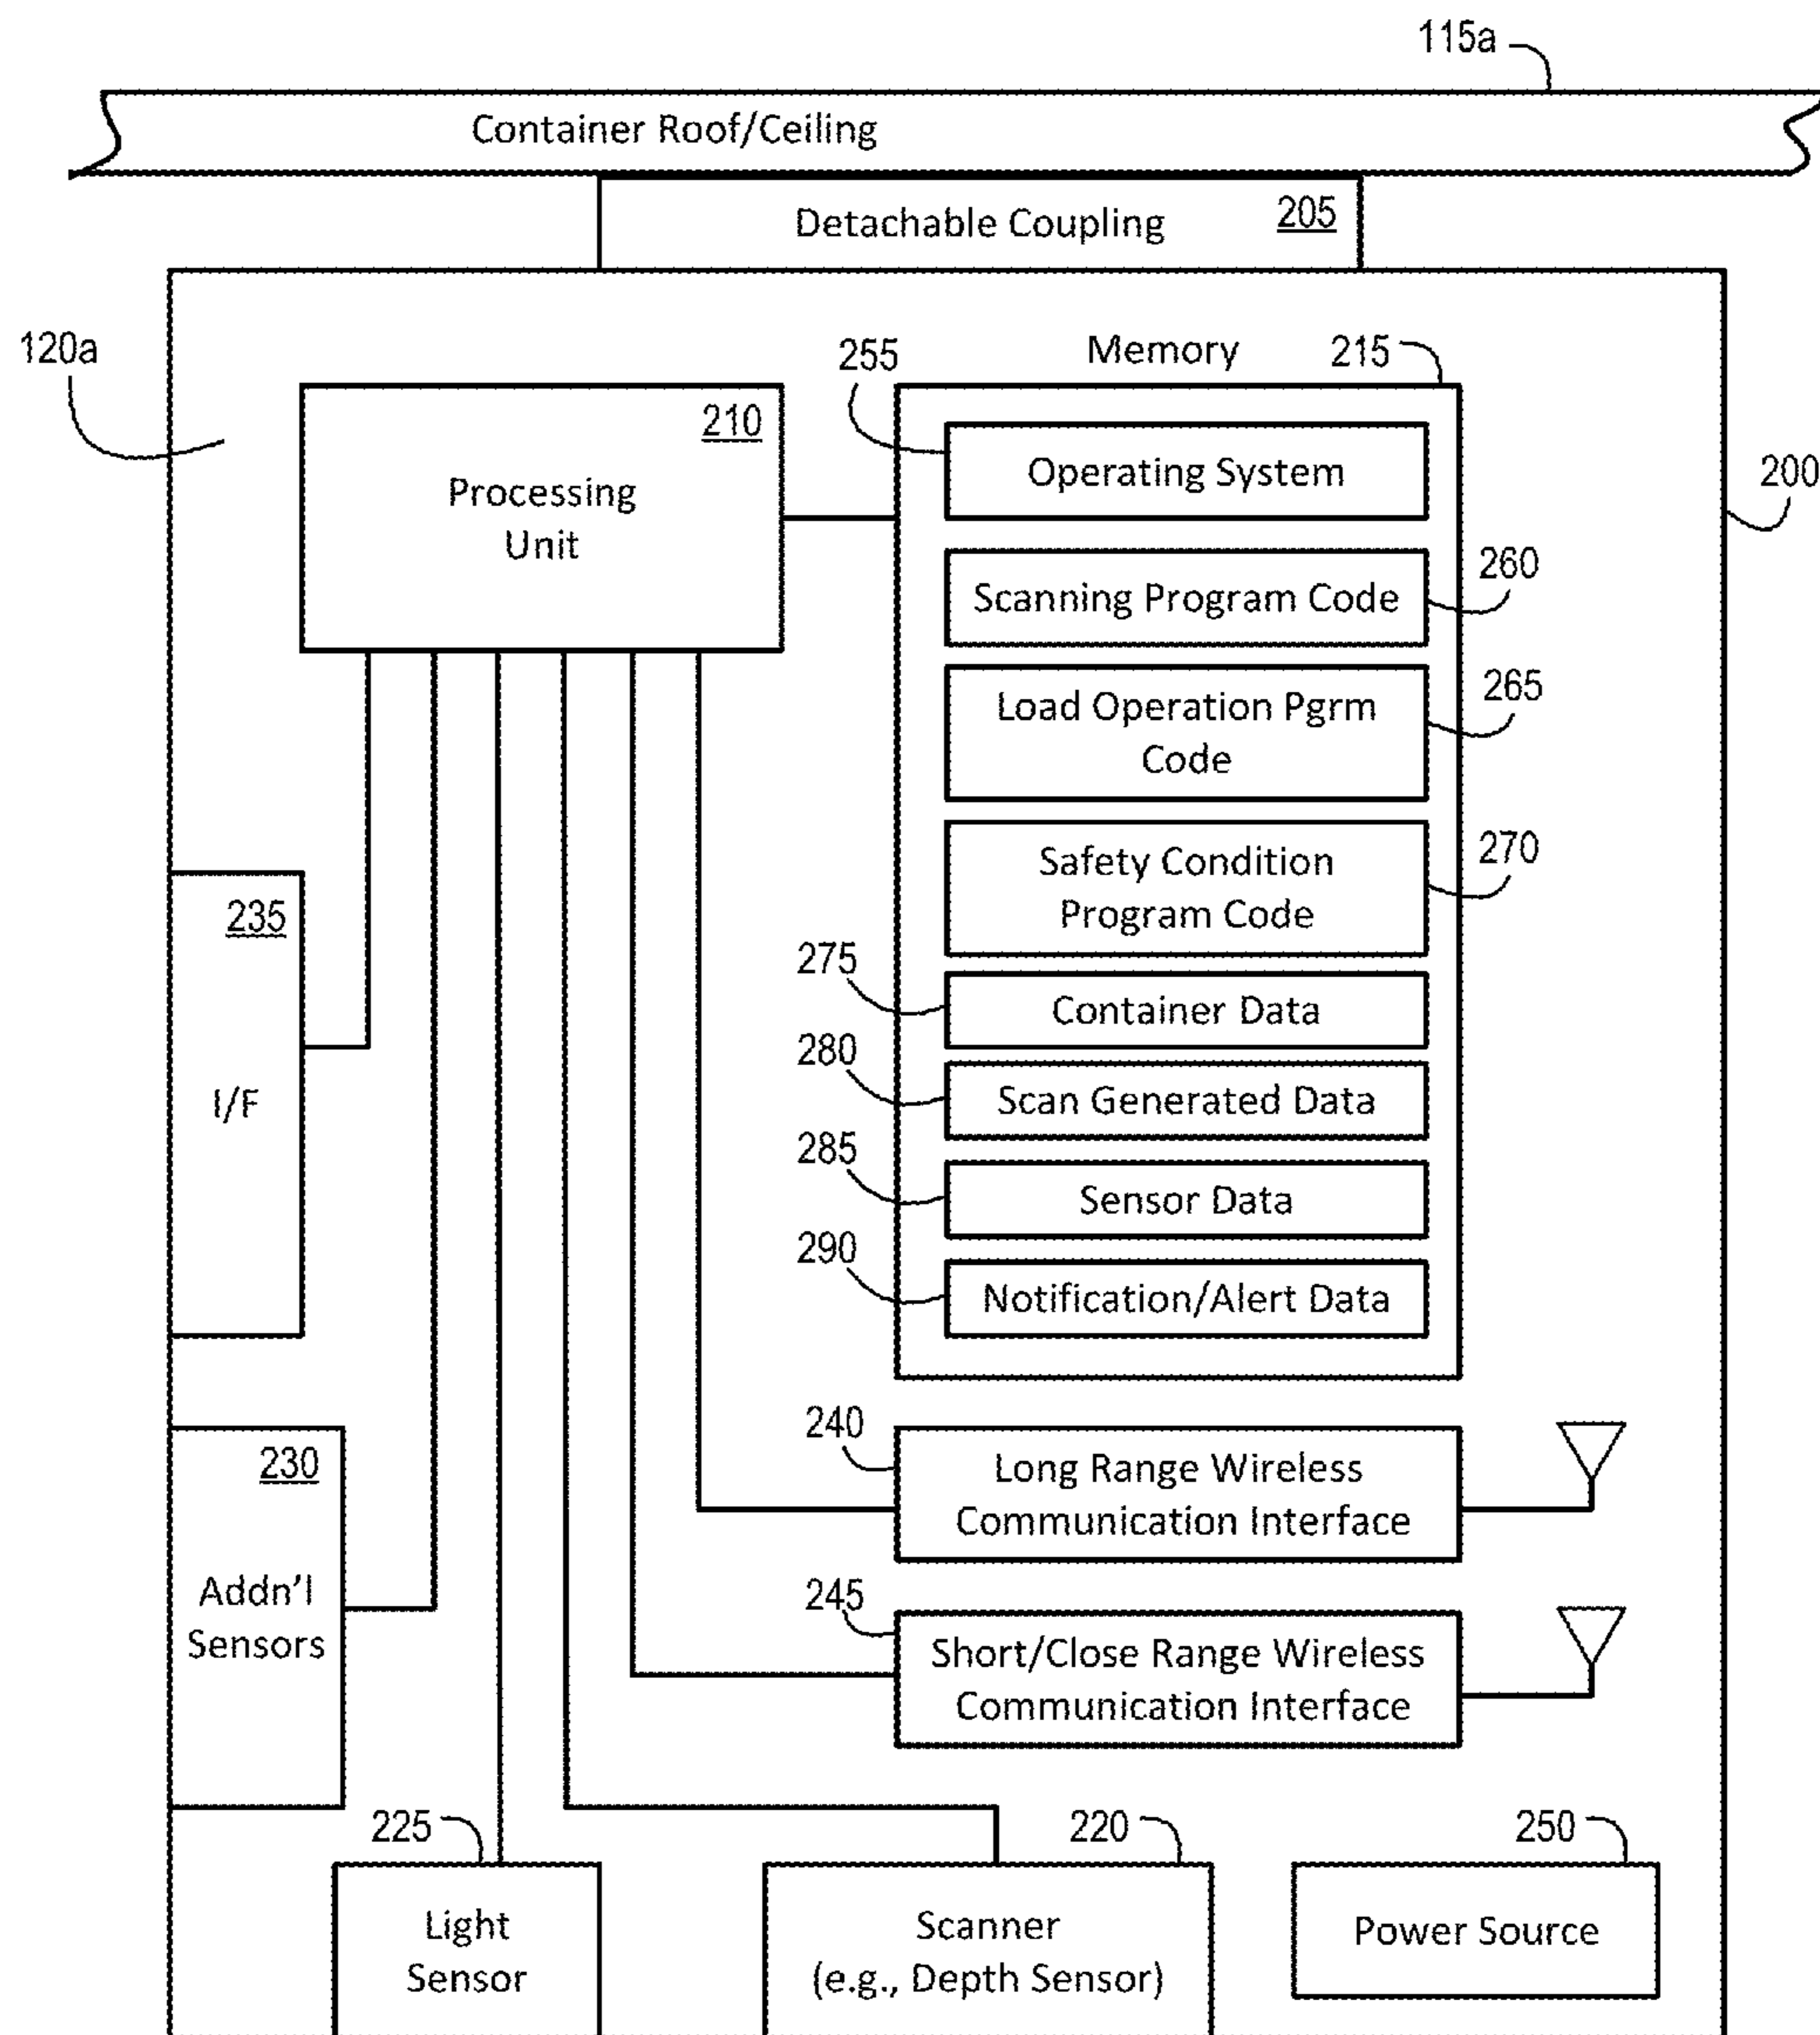 115a
Container Roof/Ceiling
Detachable Coupling 205
120a
255
Memory 215
210
Processing
Unit
Operating System
200
Scanning Program Code
260
Load Operation Pgrm
Code
265
Safety Condition
Program Code
270
235
I/F
275
Container Data
280
Scan Generated Data
285
Sensor Data
290
Notification/Alert Data
240
Long Range Wireless
Communication Interface
230
Addn'l
Sensors
245
Short/Close Range Wireless
Communication Interface
225
Light
Sensor
220
Scanner
(e.g., Depth Sensor)
250
Power Source